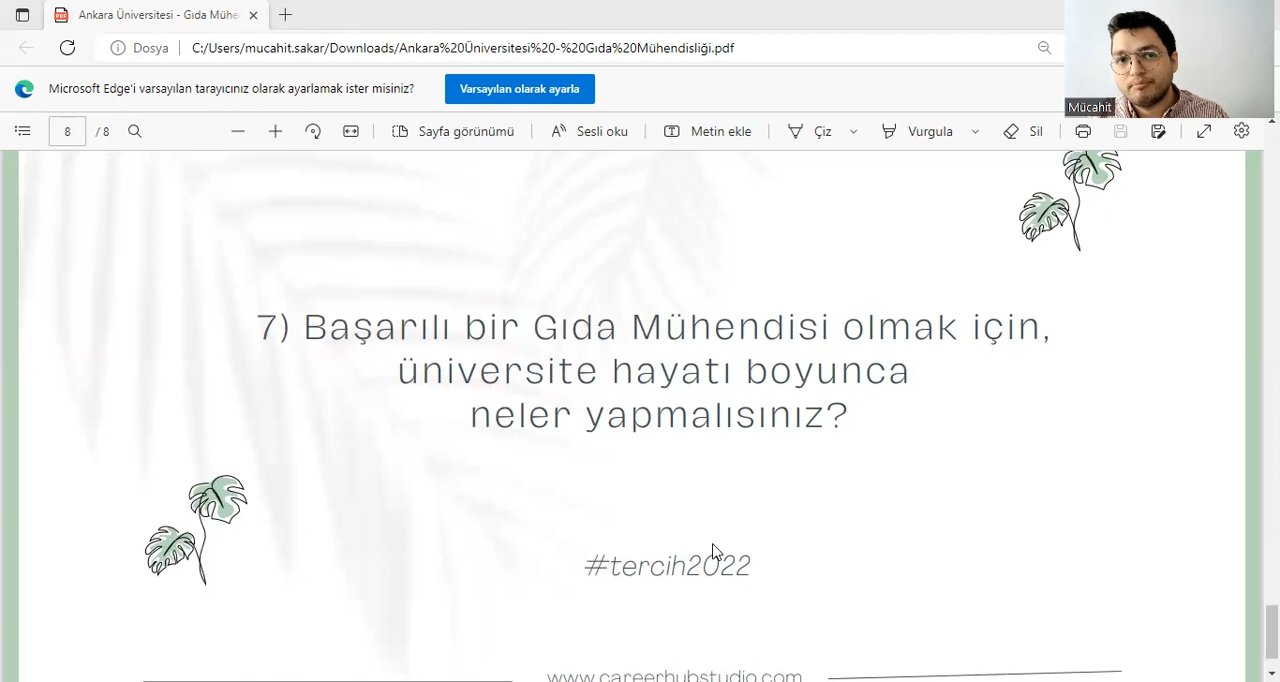 Ankara Üniversitesi - Gıda Mühe
Dosya
C:/Users/mucahit.sakar/Downloads/Ankara%20Üniversitesi%20-%20Gıda%20Mühendisliği.pdf
Microsoft Edge'i varsayılan tarayıcınız olarak ayarlamak ister misiniz?
Varsayılan olarak ayarla
Mücahit
8 / 8
Sayfa görünümü
Sesli oku
Metin ekle
Çiz
Vurgula
Sil
7) Başarılı bir Gıda Mühendisi olmak için,
üniversite hayatı boyunca
neler yapmalısınız?
#tercih2022
www.careerhubstudio.com